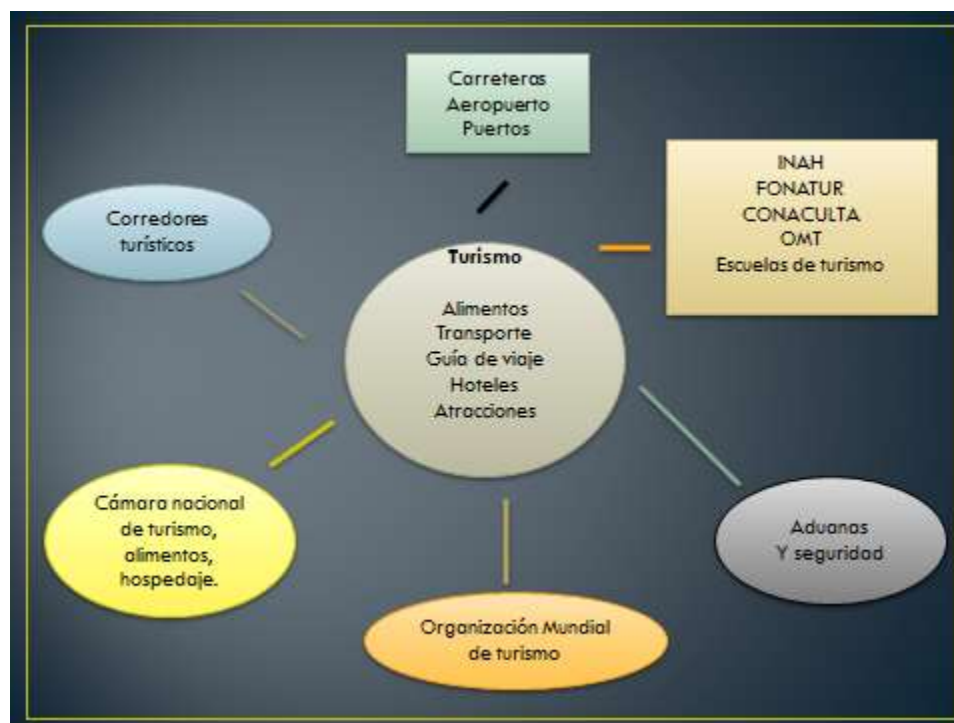 Carreteras
Aeropuerto
Puertos
INAH
FONATUR
CONACULTA
OMT
Escuelas de turismo
Corredores
turísticos
Turismo
Alimentos
Transporte
Guía de viaje
Hoteles
Atracciones
Cámara nacional
de turismo,
alimentos,
hospedaje.
Aduanas
Y seguridad
Organización Mundial
de turismo